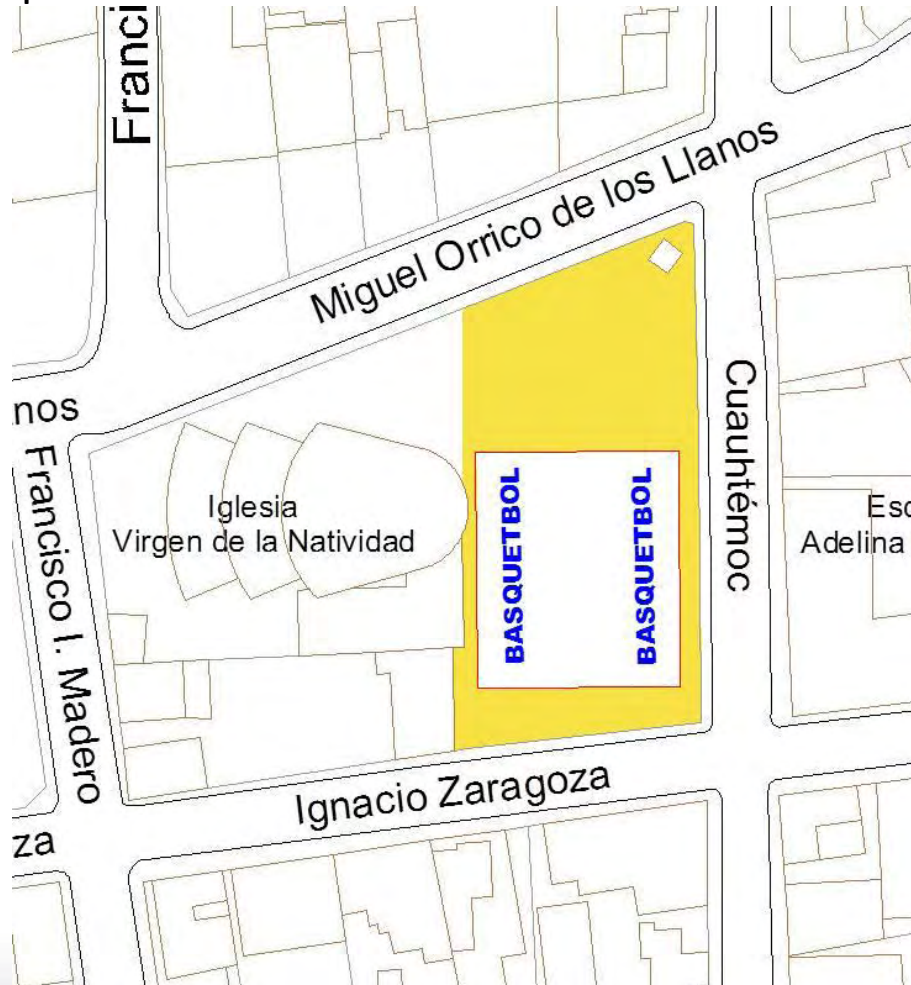 Franci
Miguel Orrico de los Llanos
nos
Francisco I. Madero
Iglesia
Virgen de la Natividad
BASQUETBOL
BASQUETBOL
Cuauhtémoc
Esc
Adelina
Ignacio Zaragoza
za